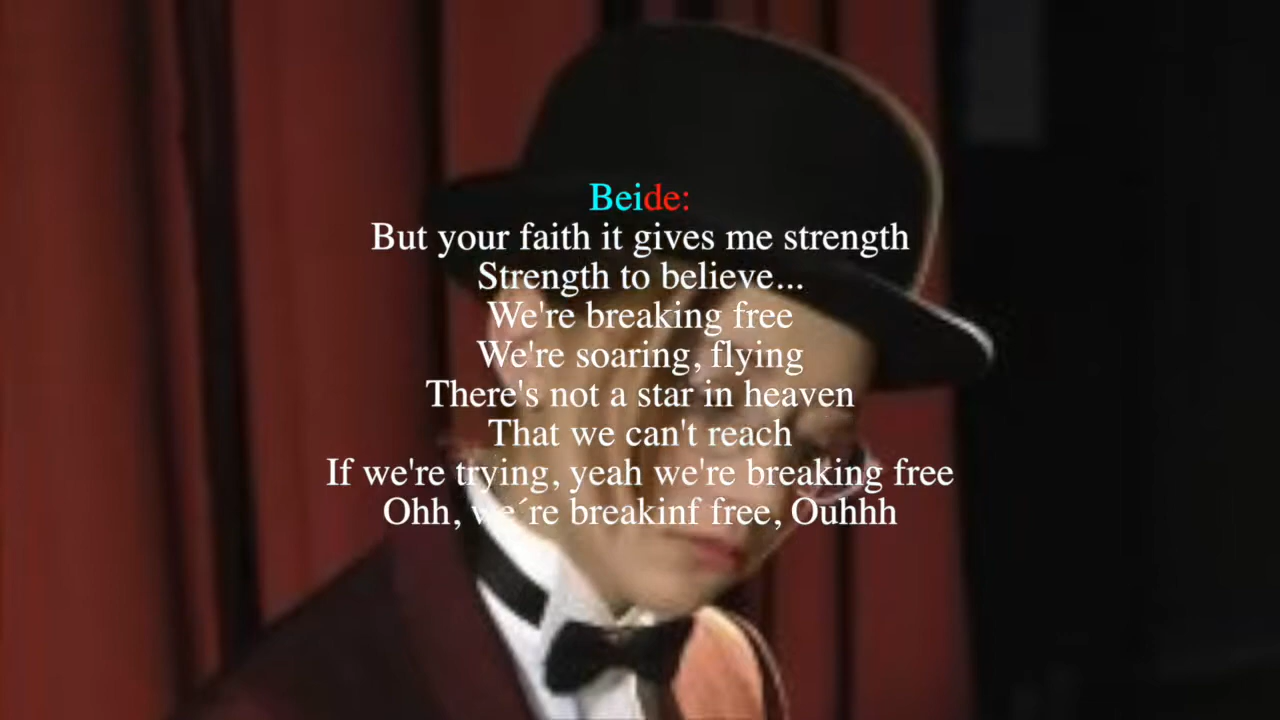 Beide:
But your faith it gives me strength
Strength to believe...
We're breaking free
We're soaring, flying
There's not a star in heaven
That we can't reach
If we're trying, yeah we're breaking free
Ohh, we´re breakinf free, Ouhhh